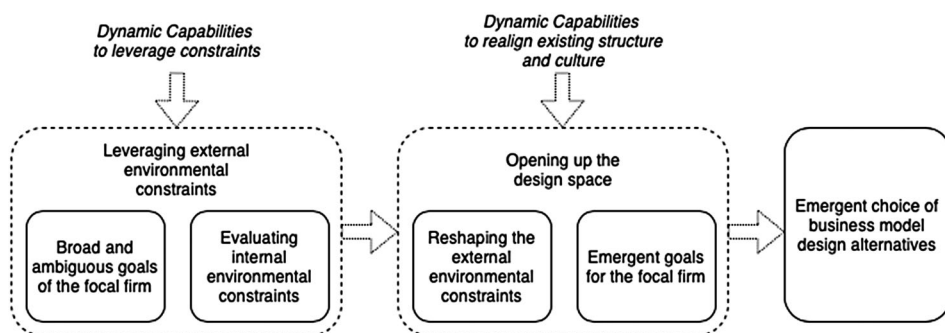 Dynamic Capabilities
to leverage constraints
Dynamic Capabilities
to realign existing structure
and culture
Leveraging external
environmental
constraints
Broad and
ambiguous goals
of the focal firm
Evaluating
internal
environmental
constraints
Opening up the
design space
Reshaping the
external
environmental
constraints
Emergent goals
for the focal firm
Emergent choice of
business model
design alternatives